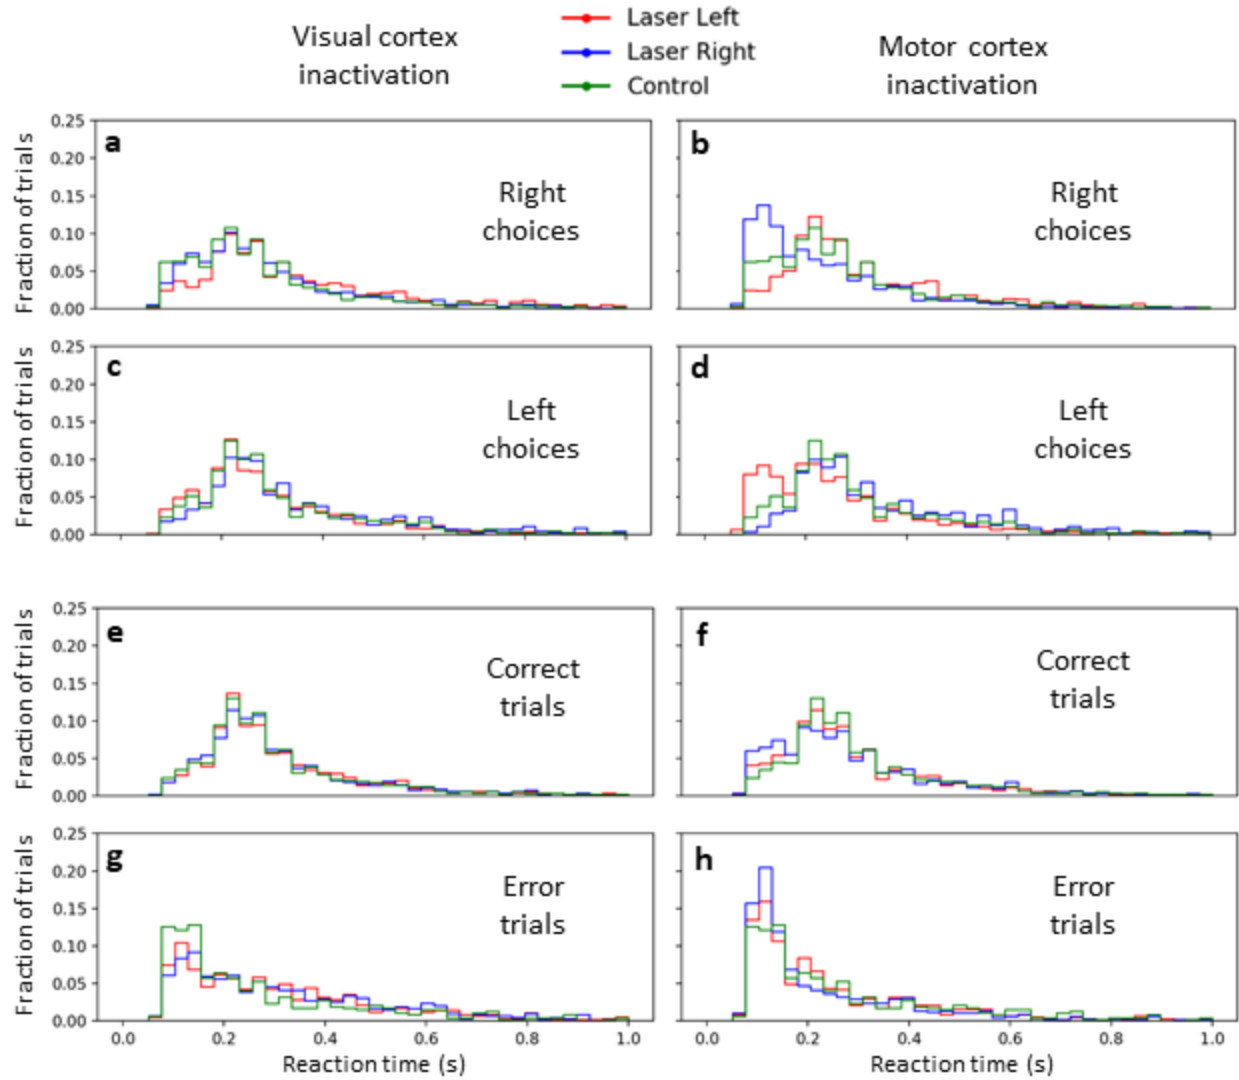 Visual cortex
inactivation
Laser Left
Laser Right
Control
Motor cortex
inactivation
0.25
0.20
0.15
0.10
0.05
0.00
Fraction of trials
a
Right
choices
b
Right
choices
0.25
0.20
0.15
0.10
0.05
0.00
Fraction of trials
c
Left
choices
d
Left
choices
0.25
0.20
0.15
0.10
0.05
0.00
Fraction of trials
e
Correct
trials
f
Correct
trials
0.25
0.20
0.15
0.10
0.05
0.00
Fraction of trials
g
Error
trials
h
Error
trials
0.0 0.2 0.4 0.6 0.8 1.0
Reaction time (s)
0.0 0.2 0.4 0.6 0.8 1.0
Reaction time (s)